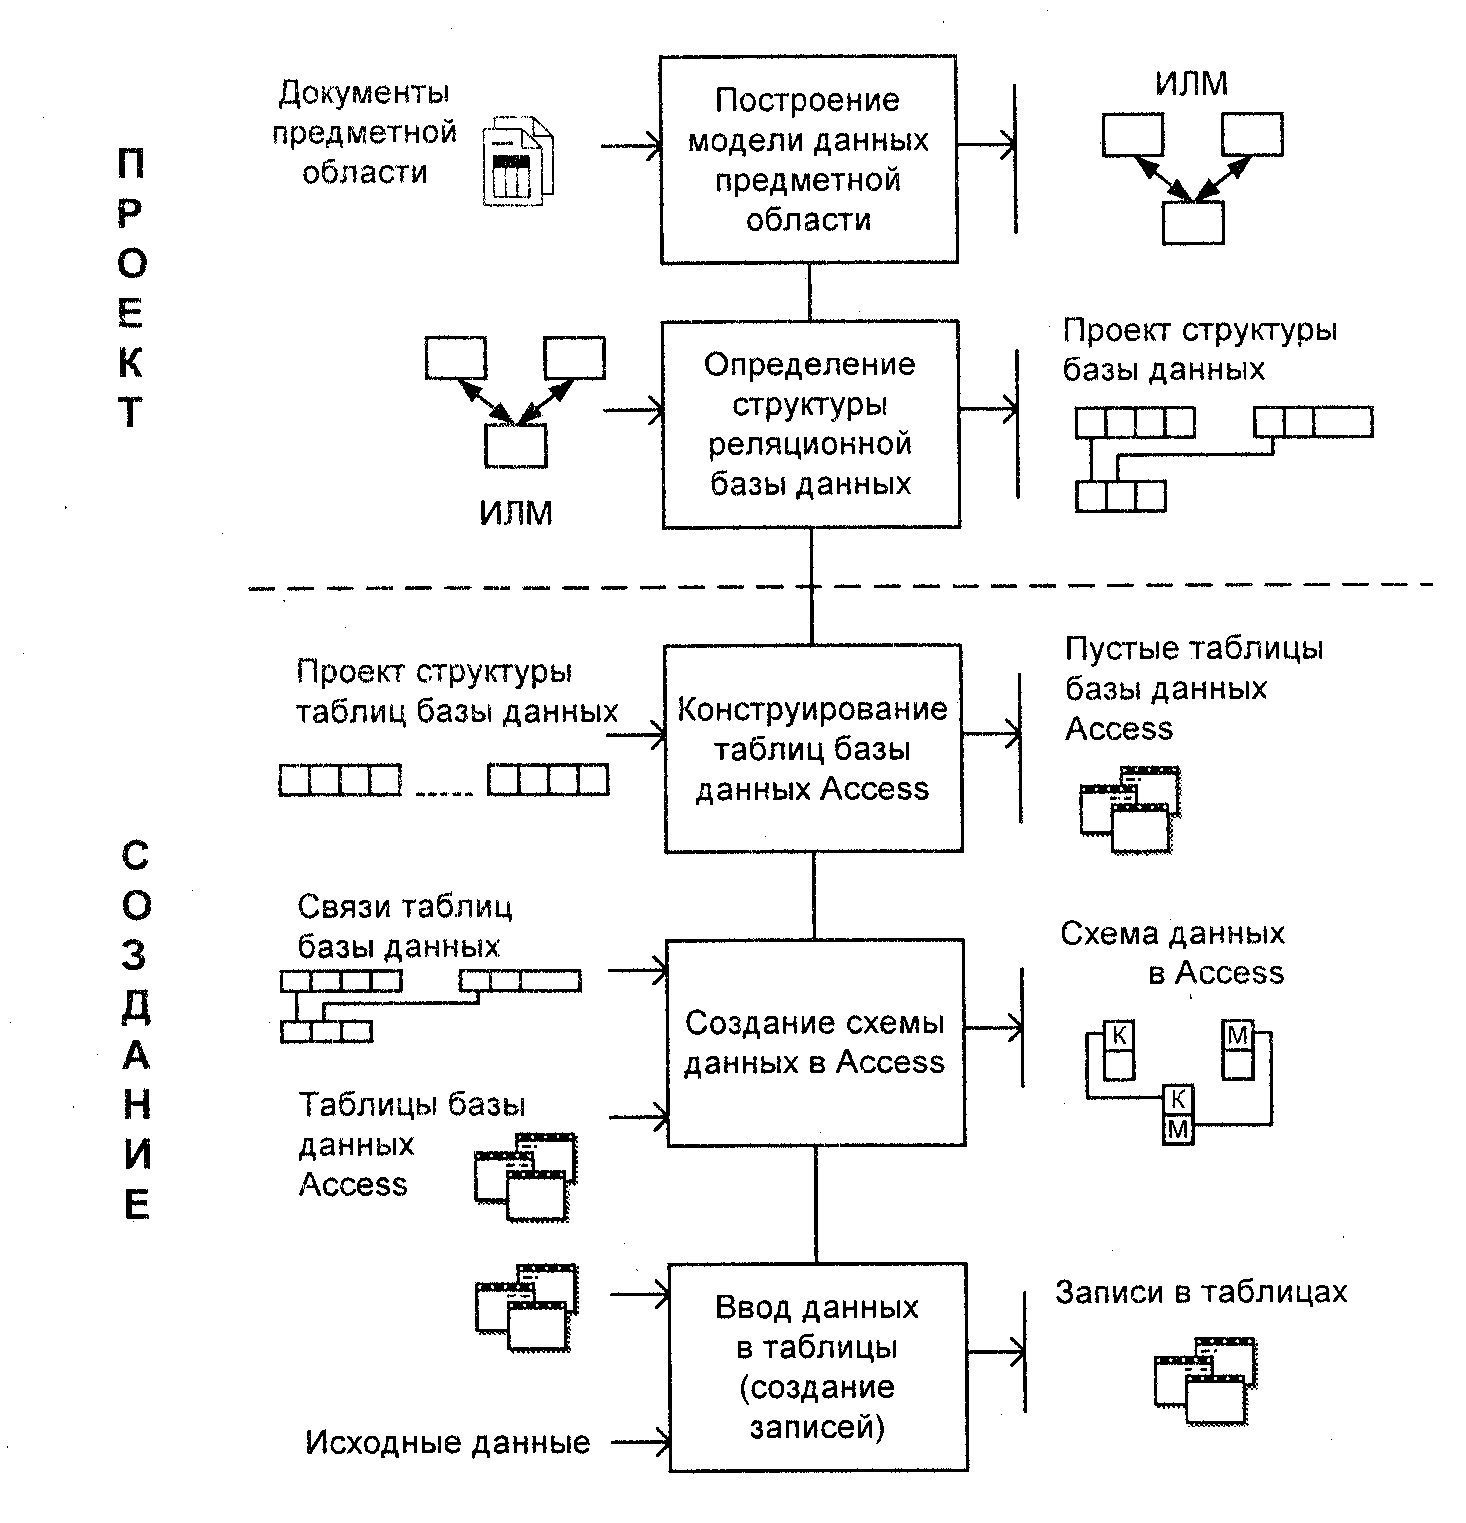 ПРОЕКТ
Документы
предметной
области
Построение
модели данных
предметной
области
ИЛМ
ИЛМ
Определение
структуры
реляционной
базы данных
Проект структуры
базы данных
СОЗДАНИЕ
Проект структуры
таблиц базы данных
Конструирование
таблиц базы
данных Access
Пустые таблицы
базы данных
Access
Связи таблиц
базы данных
Таблицы базы
данных
Access
Создание схемы
данных в Access
Схема данных
в Access
К
М
К
М
Исходные данные
Ввод данных
в таблицы
(создание
записей)
Записи в таблицах